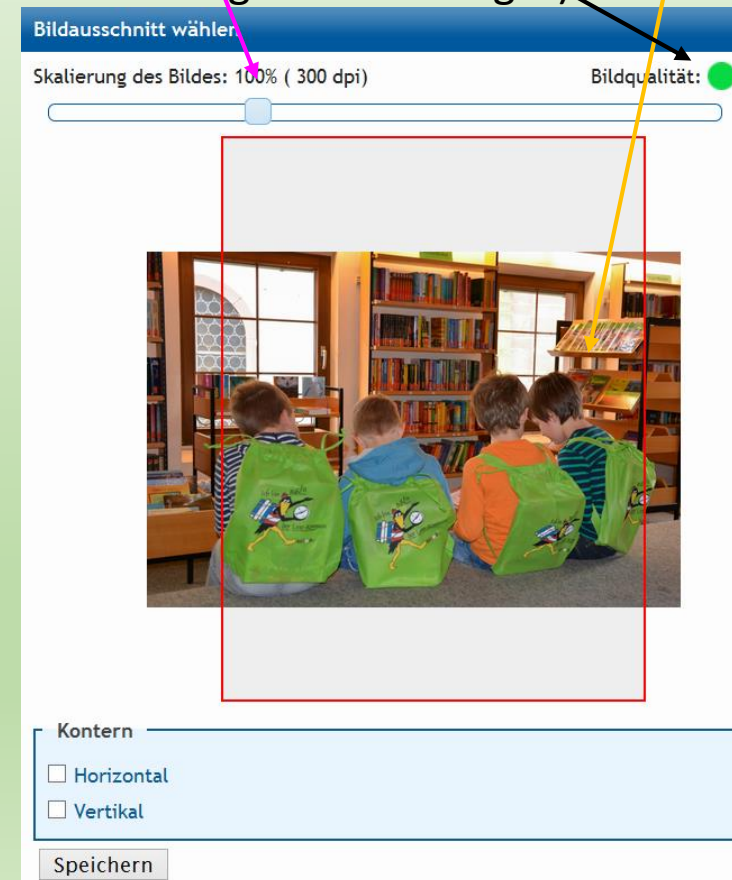 Bildausschnitt wählen
Skalierung des Bildes: 100% ( 300 dpi)
Bildqualität:
Kontern
Horizontal
Vertikal
Speichern